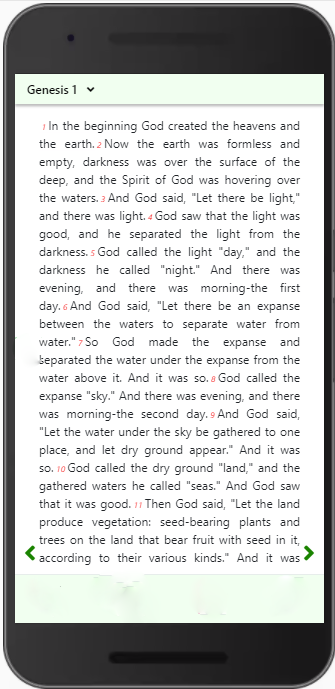 Genesis 1
1 In the beginning God created the heavens and
the earth. 2 Now the earth was formless and
empty, darkness was over the surface of the
deep, and the Spirit of God was hovering over
the waters. 3 And God said, "Let there be light,"
and there was light. 4 God saw that the light was
good, and he separated the light from the
darkness. 5 God called the light "day," and the
darkness he called "night." And there was
evening, and there was morning-the first
day. 6 And God said, "Let there be an expanse
between the waters to separate water from
water." 7 So God made the expanse and
separated the water under the expanse from the
water above it. And it was so. 8 God called the
expanse "sky." And there was evening, and there
was morning-the second day. 9 And God said,
"Let the water under the sky be gathered to one
place, and let dry ground appear." And it was
so. 10 God called the dry ground "land," and the
gathered waters he called "seas." And God saw
that it was good. 11 Then God said, "Let the land
produce vegetation: seed-bearing plants and
trees on the land that bear fruit with seed in it,
according to their various kinds." And it was